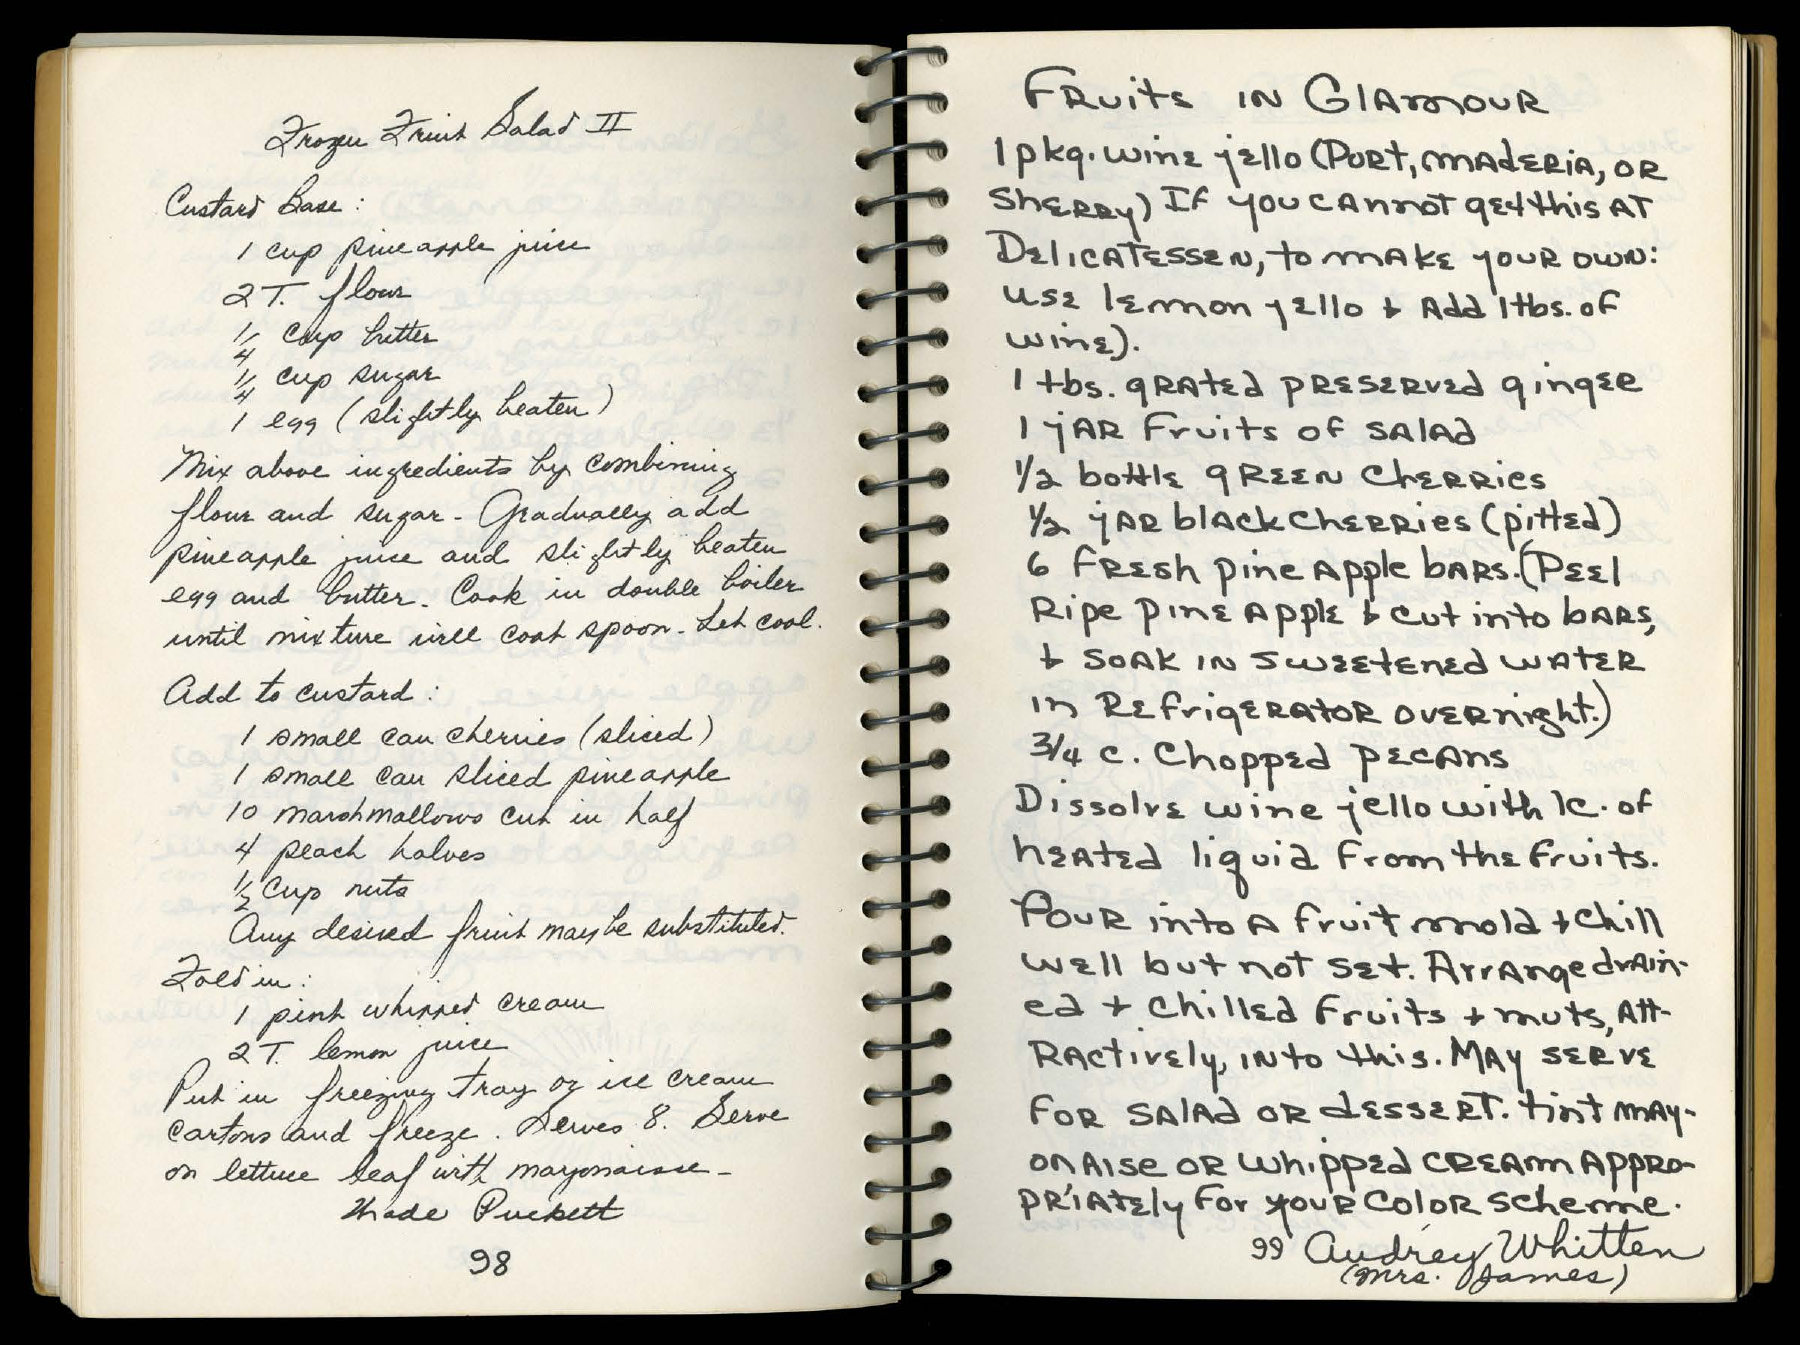 Frozen Fruit Salad II
Custard Base:
1 cup pineapple juice
2 T. flour
1/4 cup butter
1/4 cup sugar
1 egg (slightly beaten)
Mix above ingredients by combining
flour and sugar - Gradually add
pineapple juice and slightly beaten
egg and butter. Cook in double boiler
until mixture will coat spoon. Let cool.
Add to custard:
1 small can cherries (sliced)
1 small can sliced pineapple
10 marshmallows cut in half
4 peach halves
1/2 cup nuts
Any desired fruit may be substituted.
Fold in:
1 pint whipped cream
2 T. lemon juice
Put in freezing tray or ice cream
cartons and freeze. Serves 8. Serve
on lettuce leaf with mayonaisse -
Puckett
98
Fruits in Glamour
1 pkg. wine jello (Port, Maderia, or
Sherry) If you cannot get this at
Delicatessen, to make your own:
use lemon jello + add 1 tbs. of
wine).
1 tbs. grated preserved ginger
1 jar fruits of salad
1/2 bottle green cherries
1/2 jar black cherries (pitted)
6 fresh pineapple bars. (Peel
Ripe pineapple + cut into bars,
+ soak in sweetened water
in refrigerator overnight.)
3/4 c. chopped pecans
Dissolve wine jello with 1c. of
heated liquid from the fruits.
Pour into a fruit mold + chill
well but not set. Arrange drain-
ed + chilled fruits + nuts, att-
ractively, into this. May serve
for salad or dessert. tint may-
onaise or whipped cream appro-
priately for your color scheme.
99 Audrey Whitten
(Mrs. James)